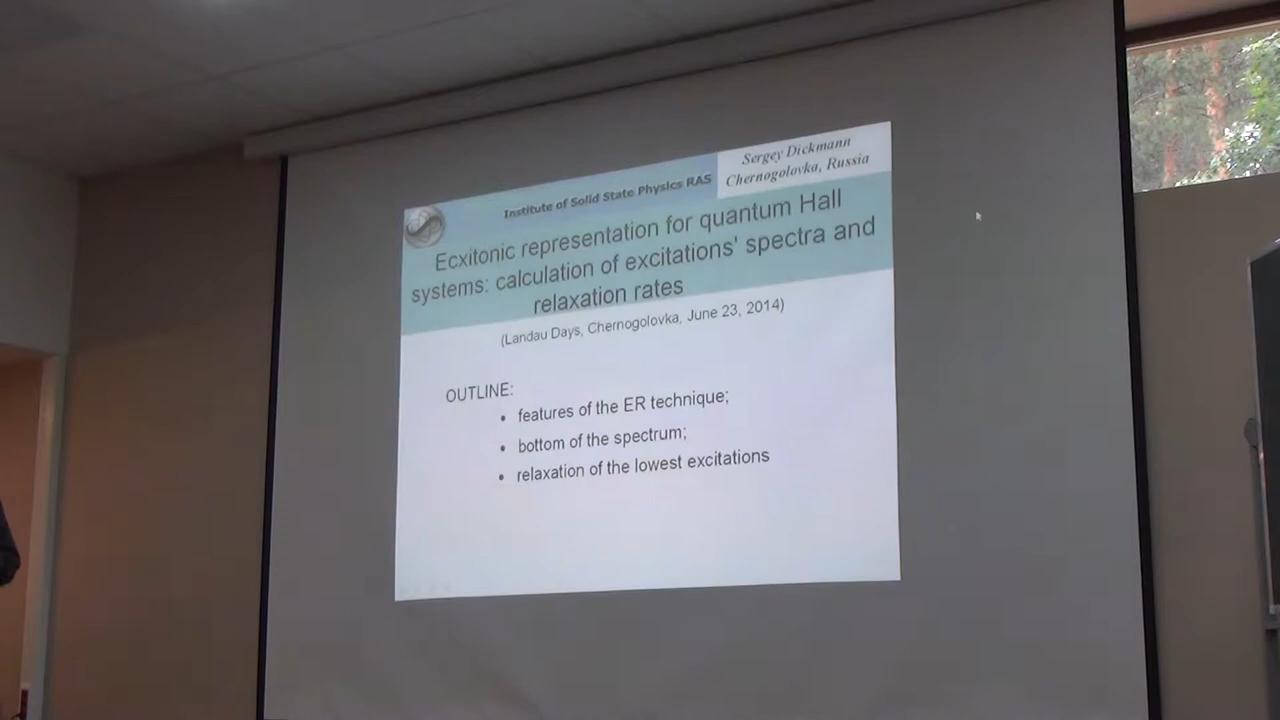 Institute of Solid State Physics RAS
Sergey Dickmann
Chernogolovka, Russia
Ecxitonic representation for quantum Hall
systems: calculation of excitations' spectra and
relaxation rates
(Landau Days, Chernogolovka, June 23, 2014)
OUTLINE:
• features of the ER technique;
• bottom of the spectrum;
• relaxation of the lowest excitations